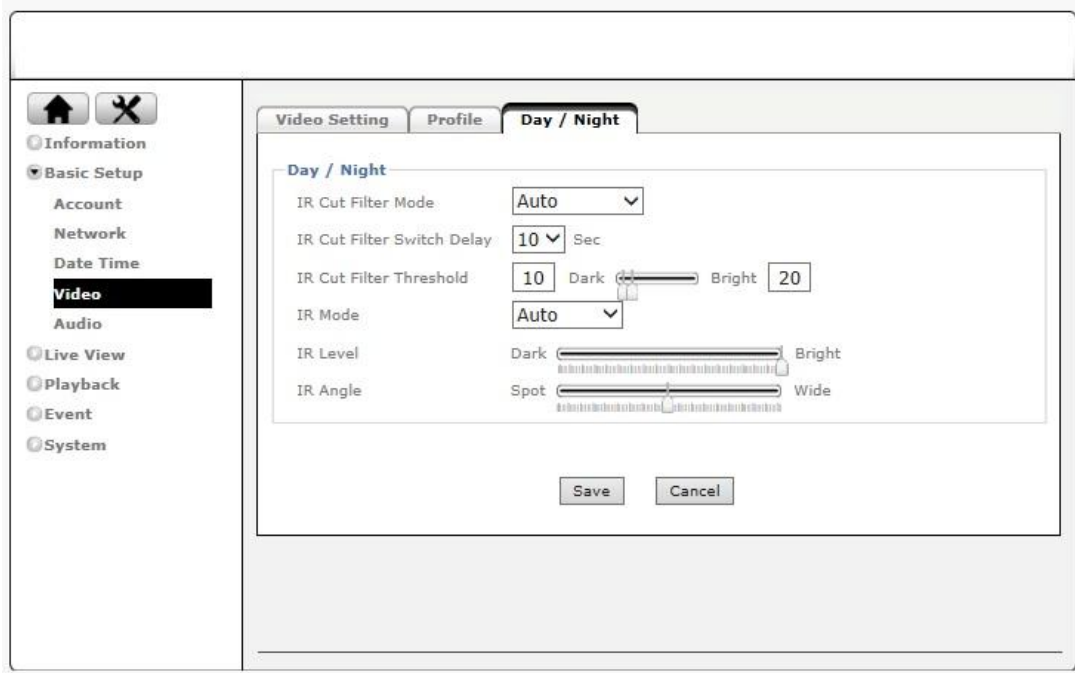 Information
Basic Setup
Account
Network
Date Time
Video
Audio
Live View
Playback
Event
System
Video Setting
Profile
Day / Night
Day / Night
IR Cut Filter Mode Auto
IR Cut Filter Switch Delay 10 Sec
IR Cut Filter Threshold 10 Dark Bright 20
IR Mode Auto
IR Level Dark Bright
IR Angle Spot Wide
Save Cancel